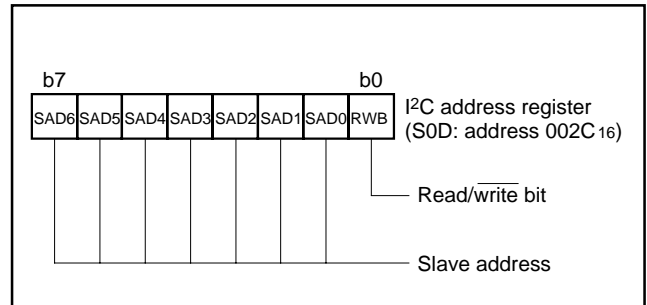 b7 b0
SAD6 SAD5 SAD4 SAD3 SAD2 SAD1 SAD0 RWB
I2C address register
(S0D: address 002C16)
Read/write bit
Slave address